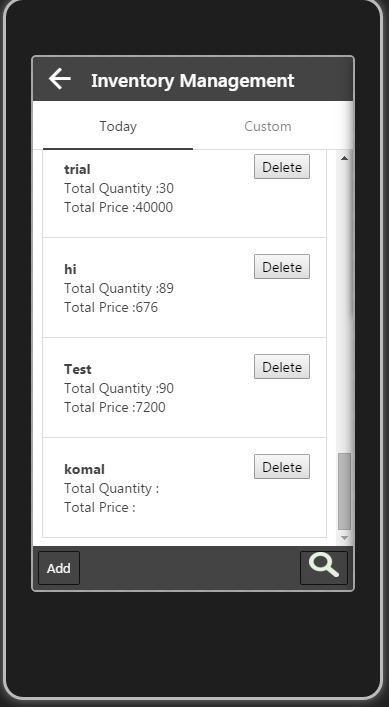 Inventory Management
Today
Custom
trial
Delete
Total Quantity :30
Total Price :40000
hi
Delete
Total Quantity :89
Total Price :676
Test
Delete
Total Quantity :90
Total Price :7200
komal
Delete
Total Quantity :
Total Price :
Add